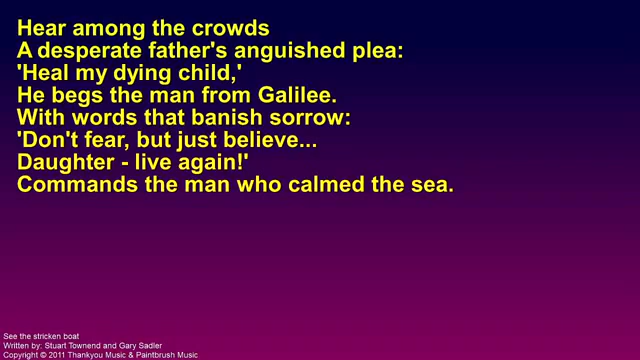 Hear among the crowds
A desperate father's anguished plea:
'Heal my dying child,'
He begs the man from Galilee.
With words that banish sorrow:
'Don't fear, but just believe...
Daughter - live again!'
Commands the man who calmed the sea.
See the stricken boat
Written by: Stuart Townend and Gary Sadler
Copyright © 2011 Thankyou Music & Paintbrush Music